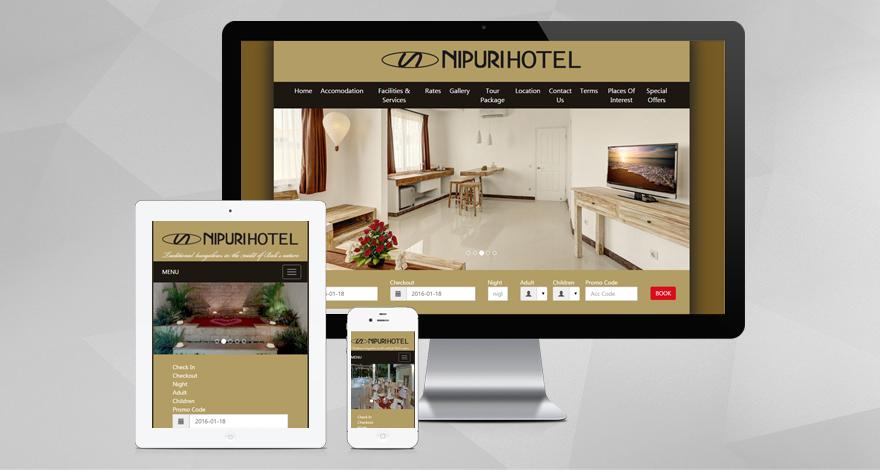 NIPURIHOTEL
Home Accomodation Facilities & Services Rates Gallery Tour Package Location Contact Us Terms Places Of Interest Special Offers
Checkout Night Adult Children Promo Code
-01-18 2016-01-18 nigh Acc Code BOOK
NIPURIHOTEL
Traditional bungalows in the midst of Bali's nature
MENU
Check In
Checkout
Night
Adult
Children
Promo Code
2016-01-18
NIPURIHOTEL
MENU
Check In
Checkout